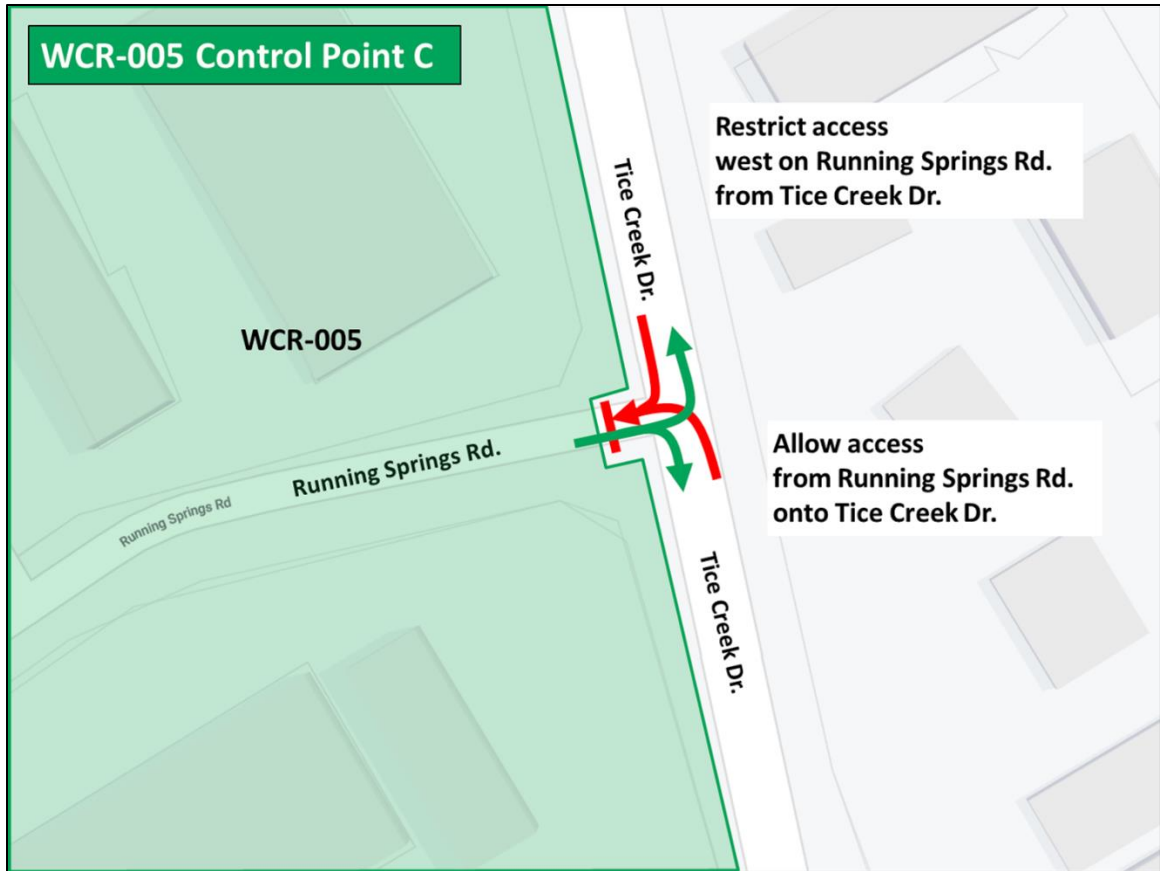 WCR-005 Control Point C
Restrict access
west on Running Springs Rd.
from Tice Creek Dr.
Tice Creek Dr.
WCR-005
Running Springs Rd.
Running Springs Rd
Allow access
from Running Springs Rd.
onto Tice Creek Dr.
Tice Creek Dr.